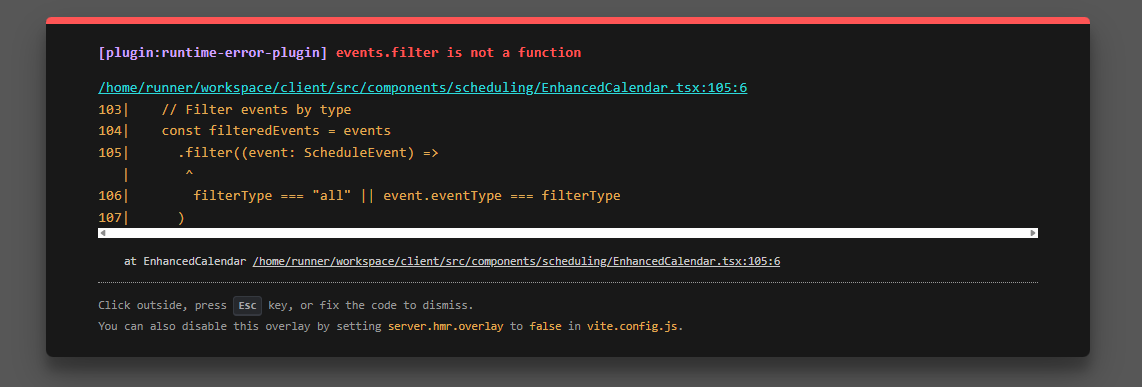 [plugin:runtime-error-plugin] events.filter is not a function
/home/runner/workspace/client/src/components/scheduling/EnhancedCalendar.tsx:105:6
103|    // Filter events by type
104|    const filteredEvents = events
105|      .filter((event: ScheduleEvent) =>
   |       ^
106|        filterType === "all" || event.eventType === filterType
107|      )
at EnhancedCalendar /home/runner/workspace/client/src/components/scheduling/EnhancedCalendar.tsx:105:6
Click outside, press Esc key, or fix the code to dismiss.
You can also disable this overlay by setting server.hmr.overlay to false in vite.config.js.